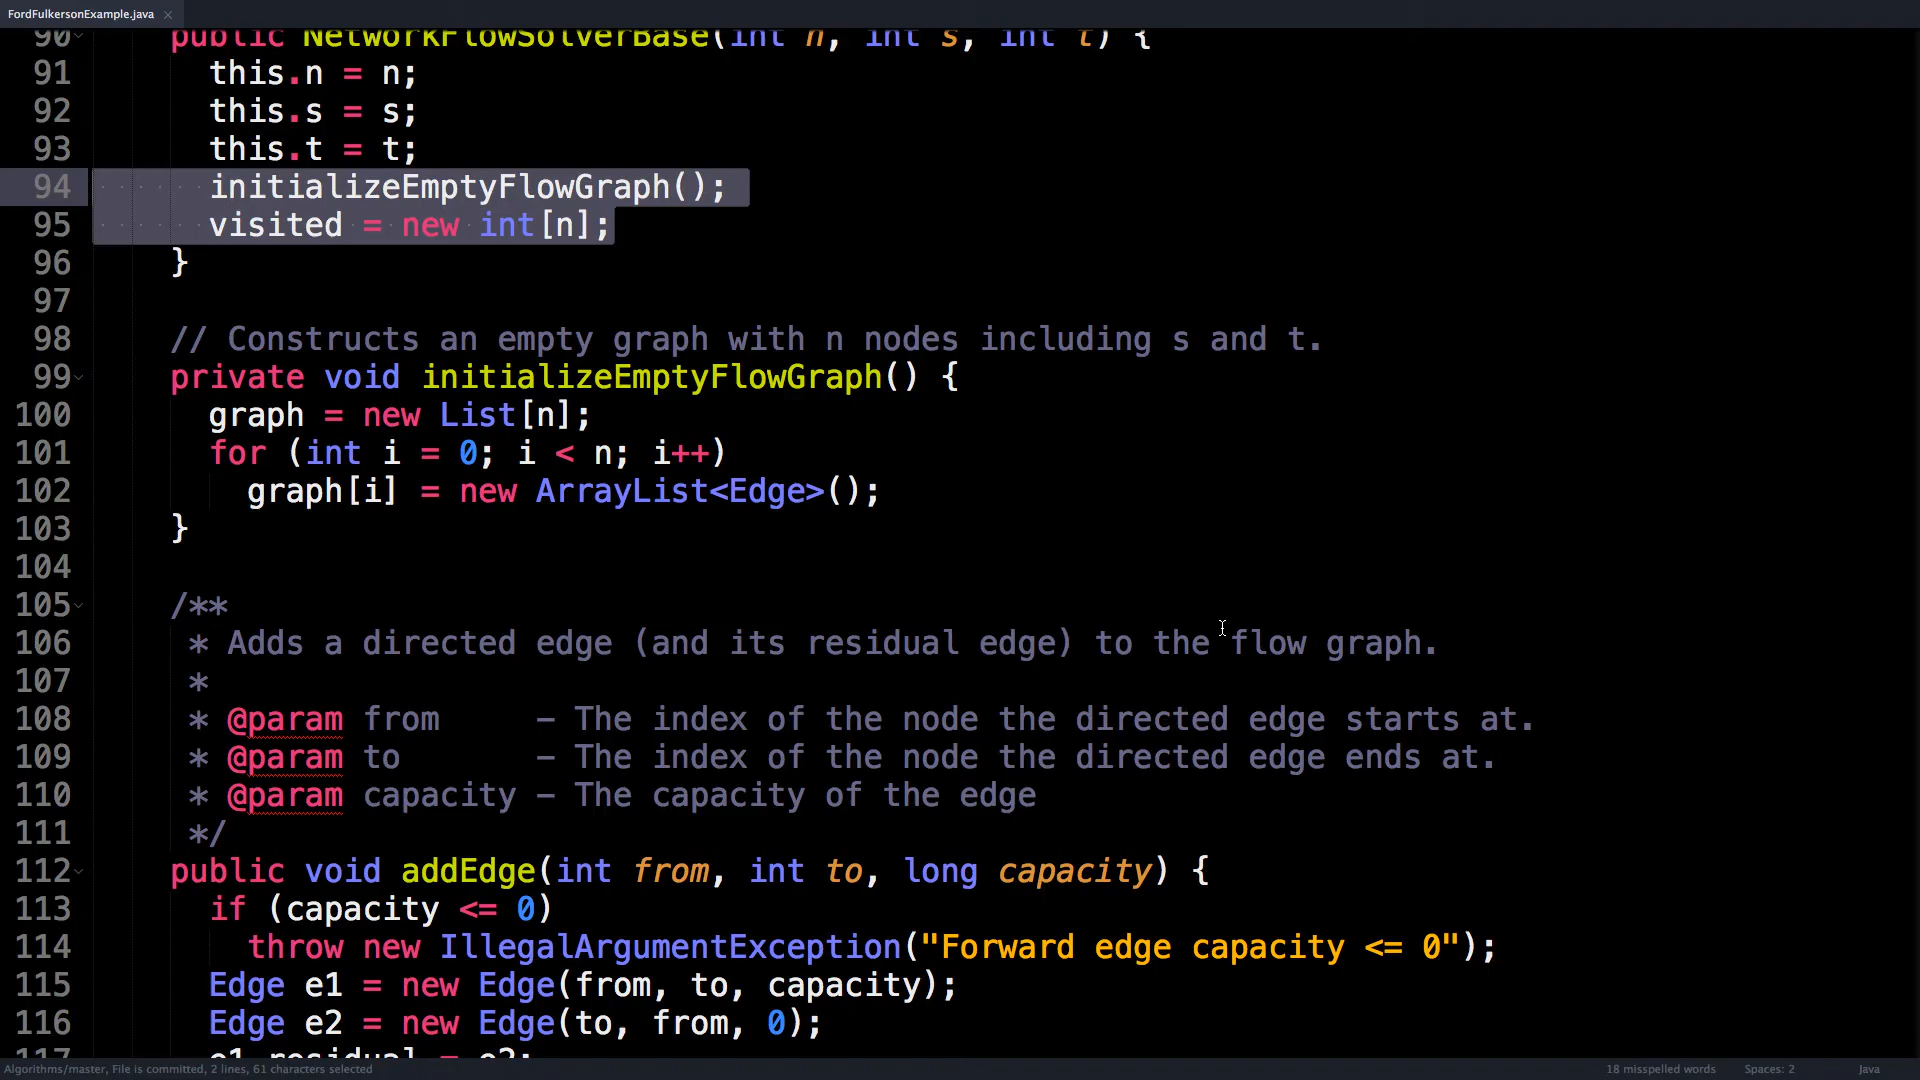 FordFulkersonExample.java ×
90 public NetworkFlowSolverBase(int n, int s, int t) {
91 this.n = n;
92 this.s = s;
93 this.t = t;
94 initializeEmptyFlowGraph();
95 visited = new int[n];
96 }
97
98 // Constructs an empty graph with n nodes including s and t.
99 private void initializeEmptyFlowGraph() {
100 graph = new List[n];
101 for (int i = 0; i < n; i++)
102 graph[i] = new ArrayList<Edge>();
103 }
104
105 /**
106 * Adds a directed edge (and its residual edge) to the flow graph.
107 *
108 * @param from – The index of the node the directed edge starts at.
109 * @param to – The index of the node the directed edge ends at.
110 * @param capacity – The capacity of the edge
111 */
112 public void addEdge(int from, int to, long capacity) {
113 if (capacity <= 0)
114 throw new IllegalArgumentException("Forward edge capacity <= 0");
115 Edge e1 = new Edge(from, to, capacity);
116 Edge e2 = new Edge(to, from, 0);
117 e1.residual = e2;
Algorithms/master, File is committed, 2 lines, 61 characters selected 18 misspelled words Spaces: 2 Java